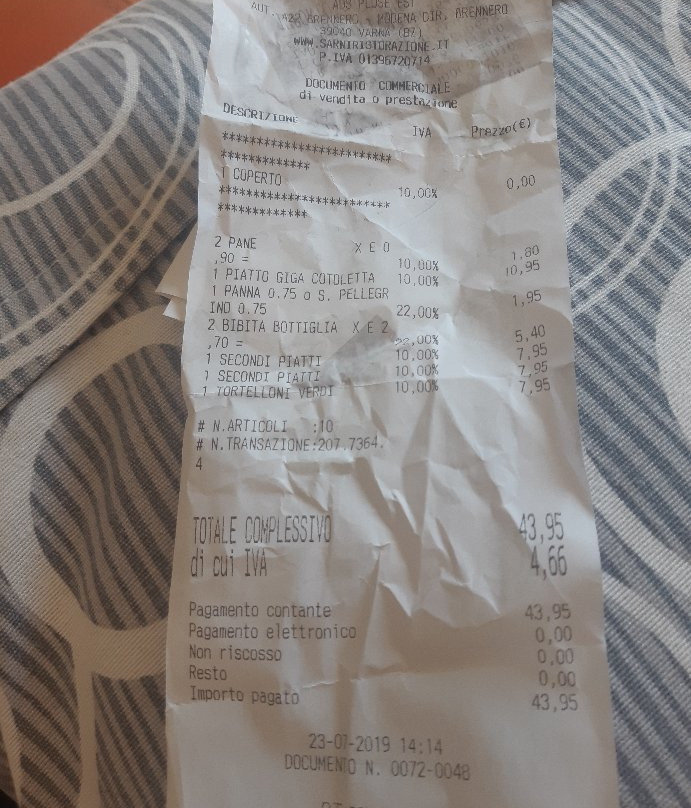 AUT. A22 BRENNERO - MODENA DIR. BRENNERO
39040 VARNA (BZ)
WWW.SARNIRISTORAZIONE.IT
P.IVA 01396720714
DOCUMENTO COMMERCIALE
di vendita o prestazione
DESCRIZIONE IVA Prezzo(€)
************************
*************
1 COPERTO 10,00% 0,00
************************
*************
2 PANE X E 0
,90 = 10,00% 1,80
1 PIATTO GIGA COTOLETTA 10,00% 10,95
1 PANNA 0.75 o S. PELLEGR
INO 0.75 22,00% 1,95
2 BIBITA BOTTIGLIA X E 2
,70 = 22,00% 5,40
1 SECONDI PIATTI 10,00% 7,95
1 SECONDI PIATTI 10,00% 7,95
1 TORTELLONI VERDI 10,00% 7,95
# N.ARTICOLI :10
# N.TRANSAZIONE:207.7364.
4
TOTALE COMPLESSIVO 43,95
di cui IVA 4,66
Pagamento contante 43,95
Pagamento elettronico 0,00
Non riscosso 0,00
Resto 0,00
Importo pagato 43,95
23-07-2019 14:14
DOCUMENTO N. 0072-0048